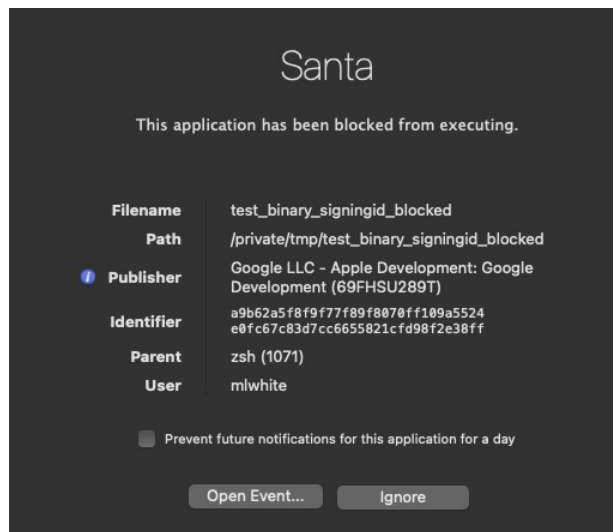 Santa
This application has been blocked from executing.
Filename test_binary_signingid_blocked
Path /private/tmp/test_binary_signingid_blocked
Publisher Google LLC - Apple Development: Google
Development (69FHSU289T)
Identifier a9b62a5f8f9f77f89f8070ff109a5524
e0fc67c83d7cc6655821cfd98f2e38ff
Parent zsh (1071)
User mlwhite
Prevent future notifications for this application for a day
Open Event... Ignore